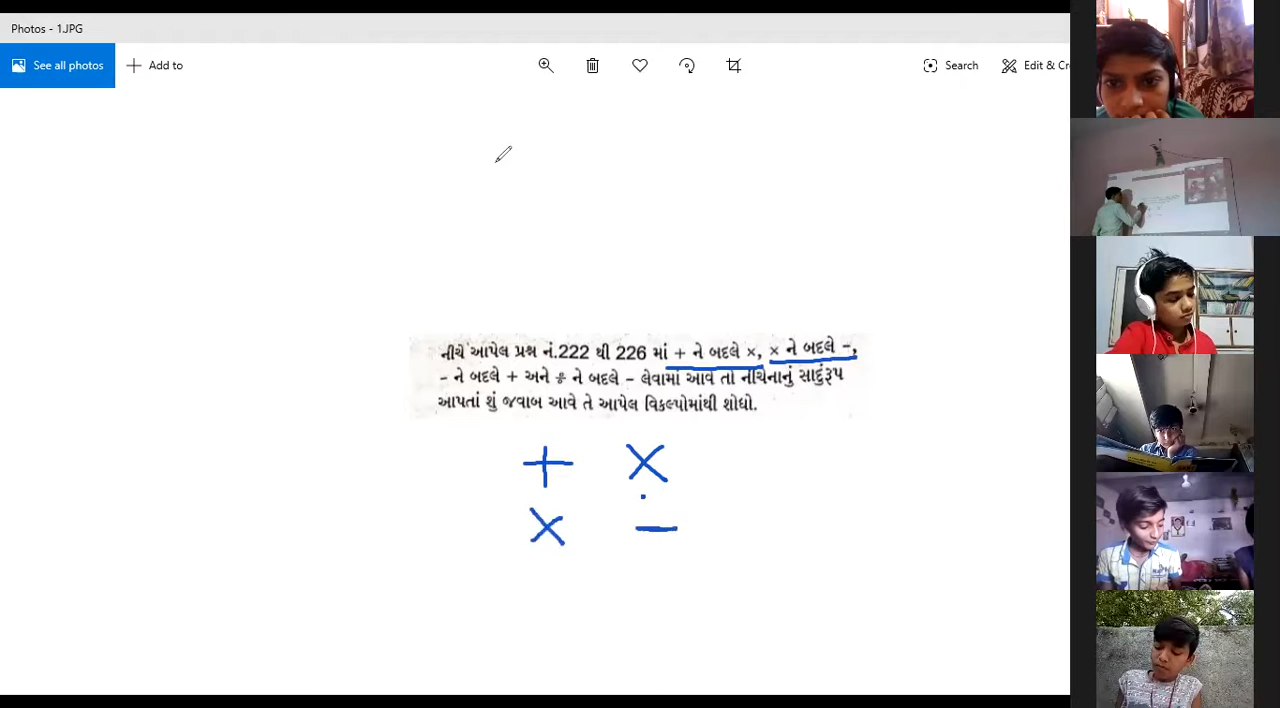 Photos - 1.JPG
See all photos
Add to
Search
Edit & Cr
નીચે આપેલ પ્રશ્ન નં.222 થી 226 માં + ને બદલે ×, × ને બદલે -,
- ને બદલે + અને ÷ ને બદલે - લેવામાં આવે તો નીચેનાનું સાદુંરૂપ
આપતાં શું જવાબ આવે તે આપેલ વિકલ્પોમાંથી શોધો.
+ ×
× -